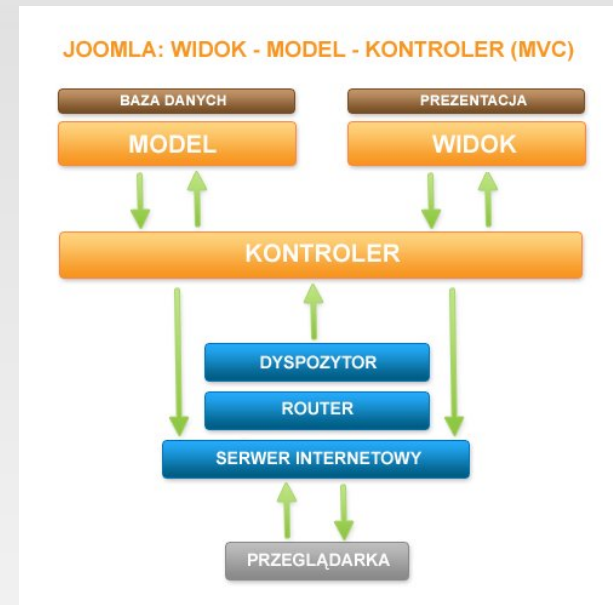 JOOMLA: WIDOK - MODEL - KONTROLER (MVC)
BAZA DANYCH
PREZENTACJA
MODEL
WIDOK
KONTROLER
DYSPOZYTOR
ROUTER
SERWER INTERNETOWY
PRZEGLĄDARKA